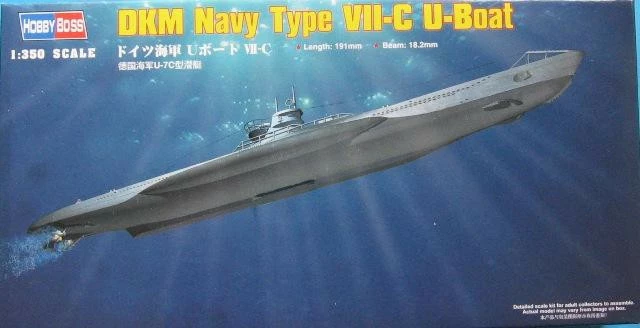 HOBBY BOSS
1:350 SCALE
DKM Navy Type VII-C U-Boat
ドイツ海軍 Uボート VII-C
Length: 191mm Beam: 18.2mm
德国海军U-7C型潜艇
Detailed scale kit for adult collectors to assemble.
Actual model may vary from image on box.